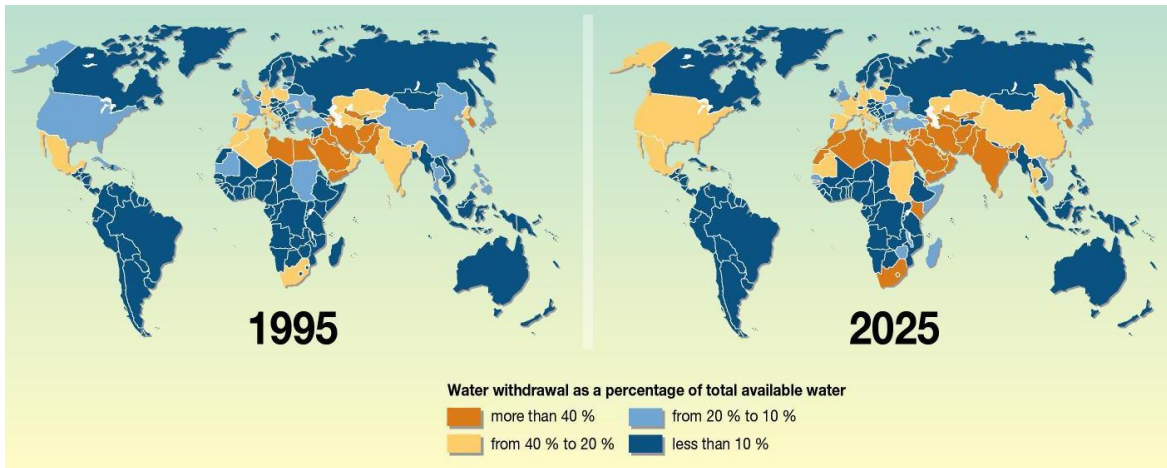 1995
2025
Water withdrawal as a percentage of total available water
more than 40 %
from 20 % to 10 %
from 40 % to 20 %
less than 10 %